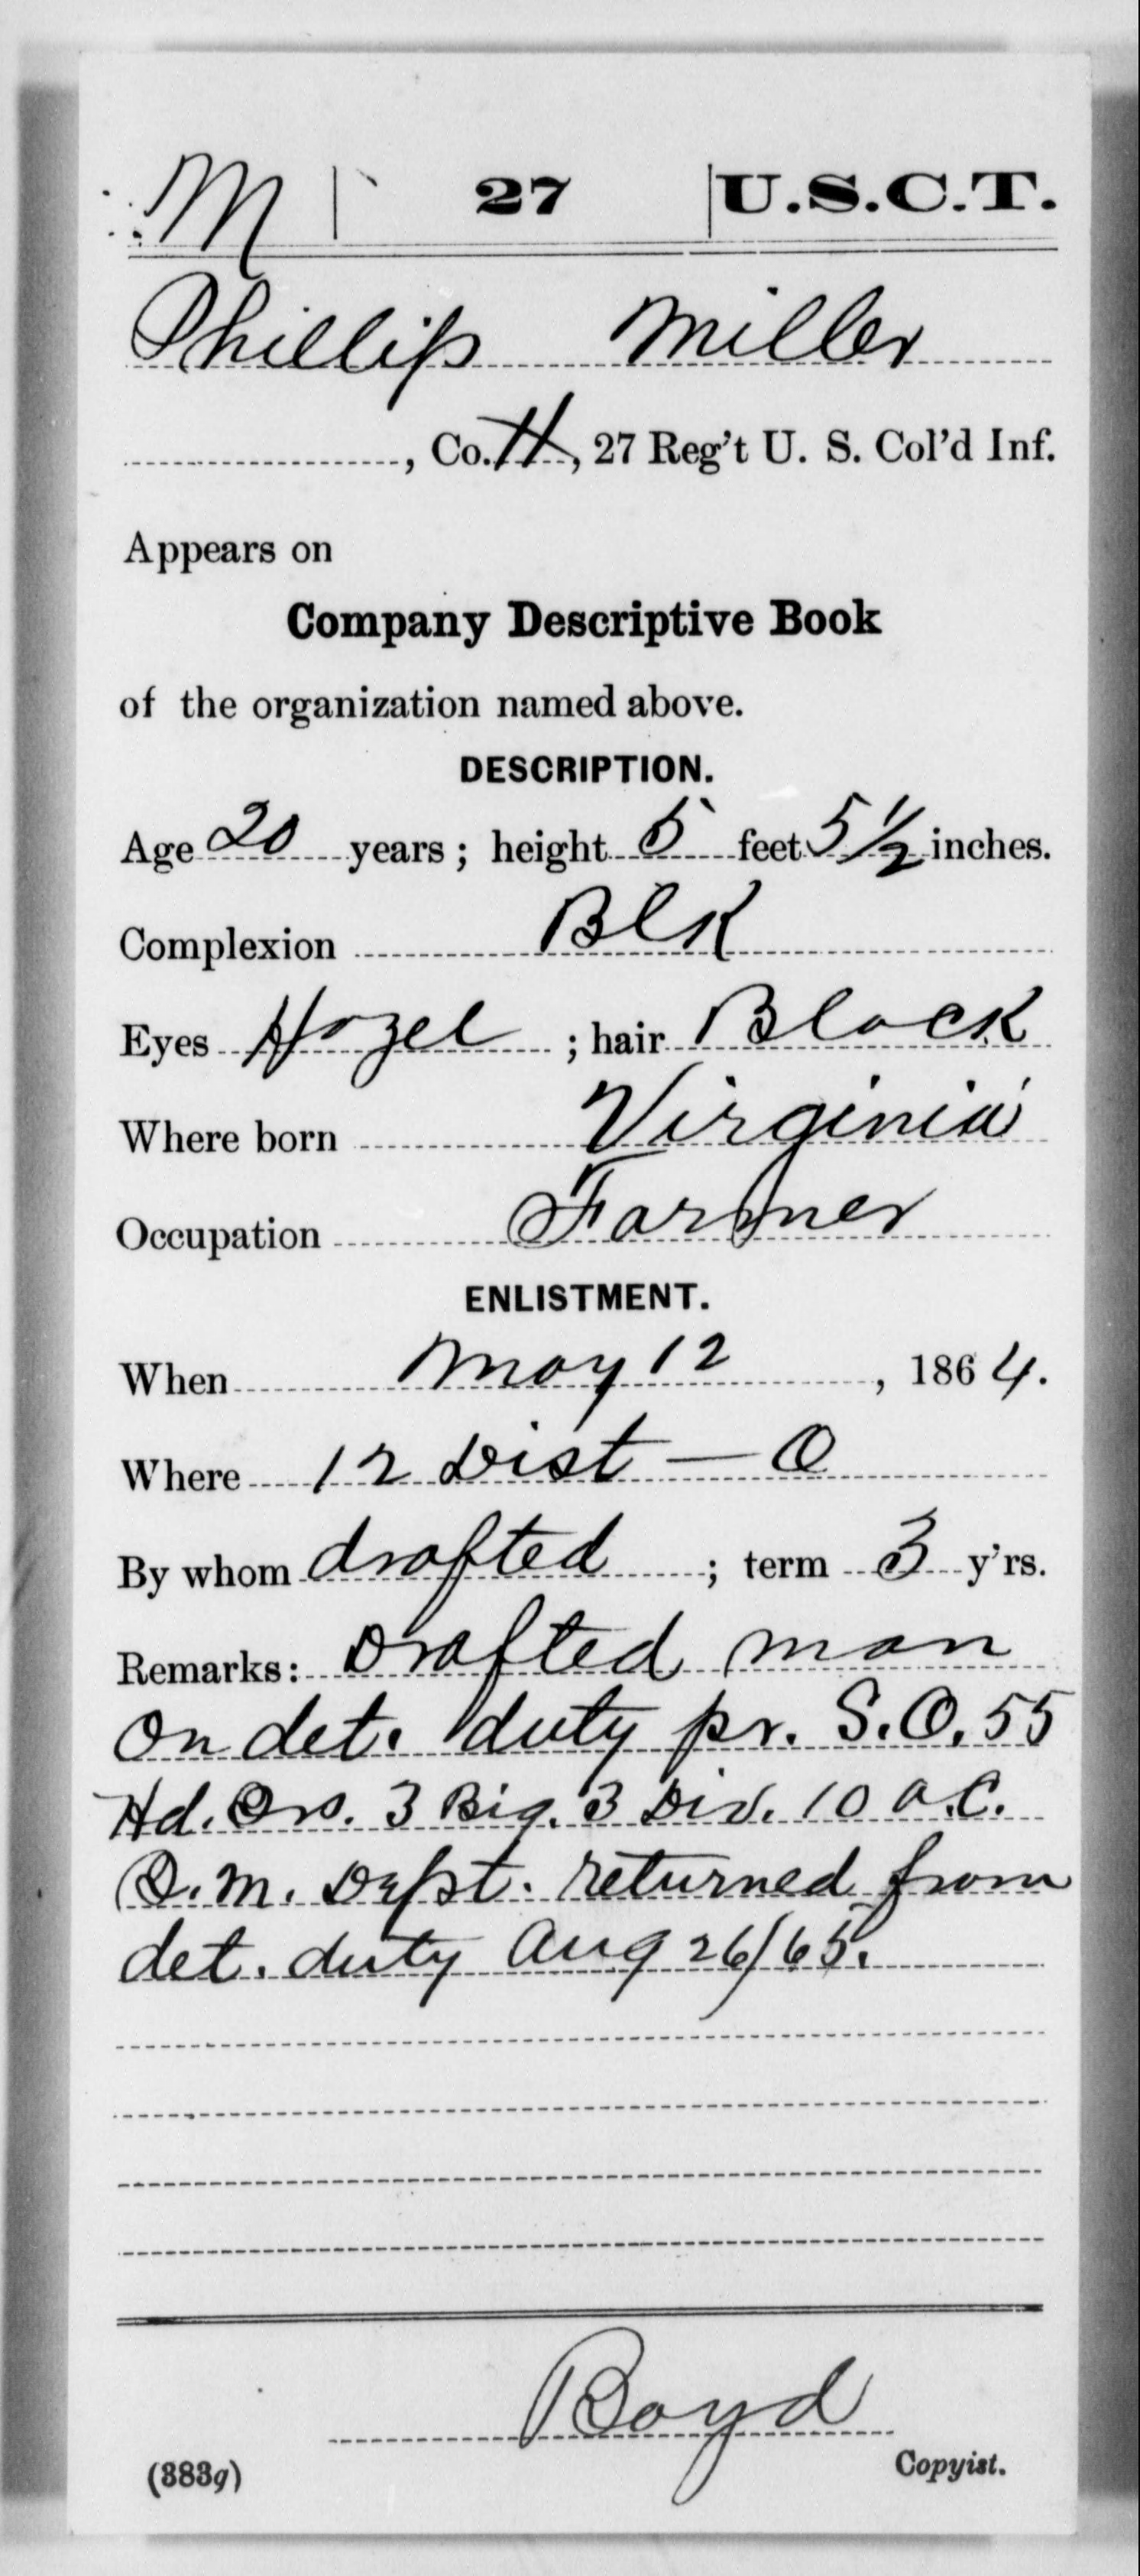 M | 27 | U.S.C.T.
Phillip Miller
, Co. H, 27 Reg't U. S. Col'd Inf.
Appears on
Company Descriptive Book
of the organization named above.
DESCRIPTION.
Age 20 years; height 5 feet 5 1/2 inches.
Complexion Blk
Eyes Hazel ; hair Black
Where born Virginia
Occupation Farmer
ENLISTMENT.
When May 12 , 1864.
Where 12 Dist — O
By whom drafted ; term 3 y'rs.
Remarks: Drafted man
On det. duty pr. S.O. 55
Hd. Qrs. 3 Big. 3 Div. 10 A.C.
Q.M. Dept. returned from
det. duty Aug 26/65.
Boyd
(383g) Copyist.